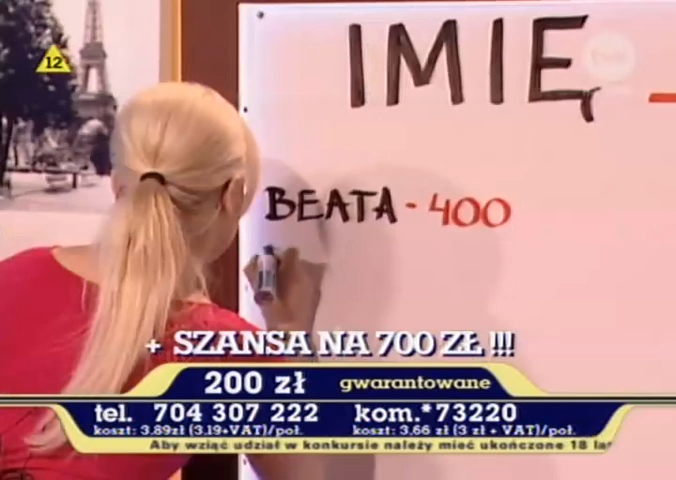 12
IMIĘ
BEATA - 400
+ SZANSA NA 700 ZŁ !!!
200 zł gwarantowane
tel. 704 307 222 kom.*73220
koszt: 3.89zł (3.19+VAT)/poł. koszt: 3.66 zł (3 zł + VAT)/poł.
Aby wziąć udział w konkursie należy mieć ukończone 18